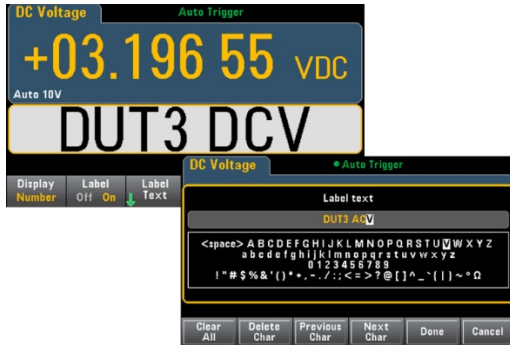 DC Voltage
Auto Trigger
+03.196 55 VDC
Auto 10V
DUT3 DCV
Display
Number
Label
Off On
Label
Text
DC Voltage
Auto Trigger
Label text
DUT3 ACV
<space> A B C D E F G H I J K L M N O P Q R S T U V W X Y Z
a b c d e f g h i j k l m n o p q r s t u v w x y z
0 1 2 3 4 5 6 7 8 9
! " # $ % & ' ( ) * + , - . / : ; < = > ? @ [ ] ^ _ ` { | } ~ ° Ω
Clear
All
Delete
Char
Previous
Char
Next
Char
Done
Cancel